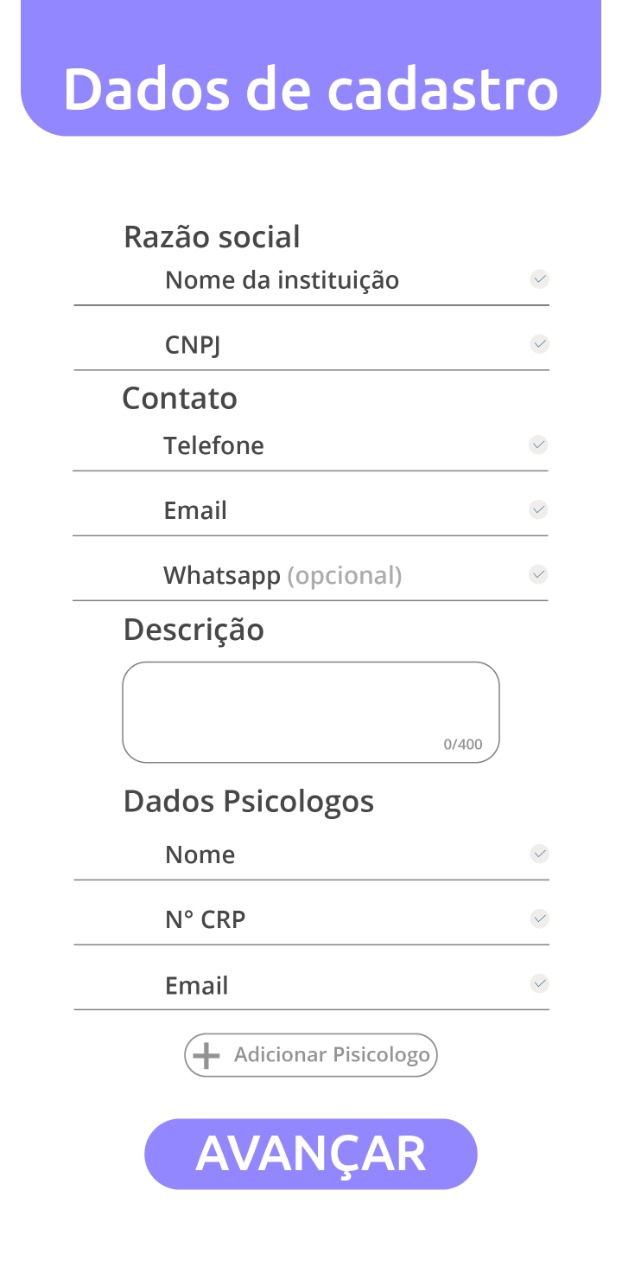 Dados de cadastro
Razão social
Nome da instituição
CNPJ
Contato
Telefone
Email
Whatsapp (opcional)
Descrição
0/400
Dados Psicologos
Nome
N° CRP
Email
Adicionar Pisicologo
AVANÇAR